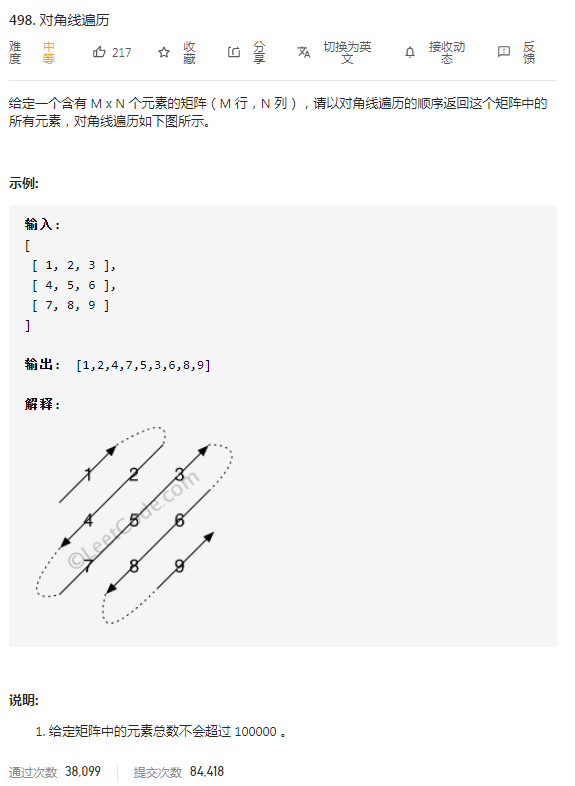 498. 对角线遍历
难度 中等 217 收藏 分享 切换为英文 接收动态 反馈
给定一个含有 M x N 个元素的矩阵（M 行，N 列），请以对角线遍历的顺序返回这个矩阵中的
所有元素，对角线遍历如下图所示。
示例:
输入:
[
[ 1, 2, 3 ],
[ 4, 5, 6 ],
[ 7, 8, 9 ]
]
输出: [1,2,4,7,5,3,6,8,9]
解释:
1 2 3
4 5 6
7 8 9
©LeetCode.com
说明:
1. 给定矩阵中的元素总数不会超过 100000 。
通过次数 38,099 提交次数 84,418